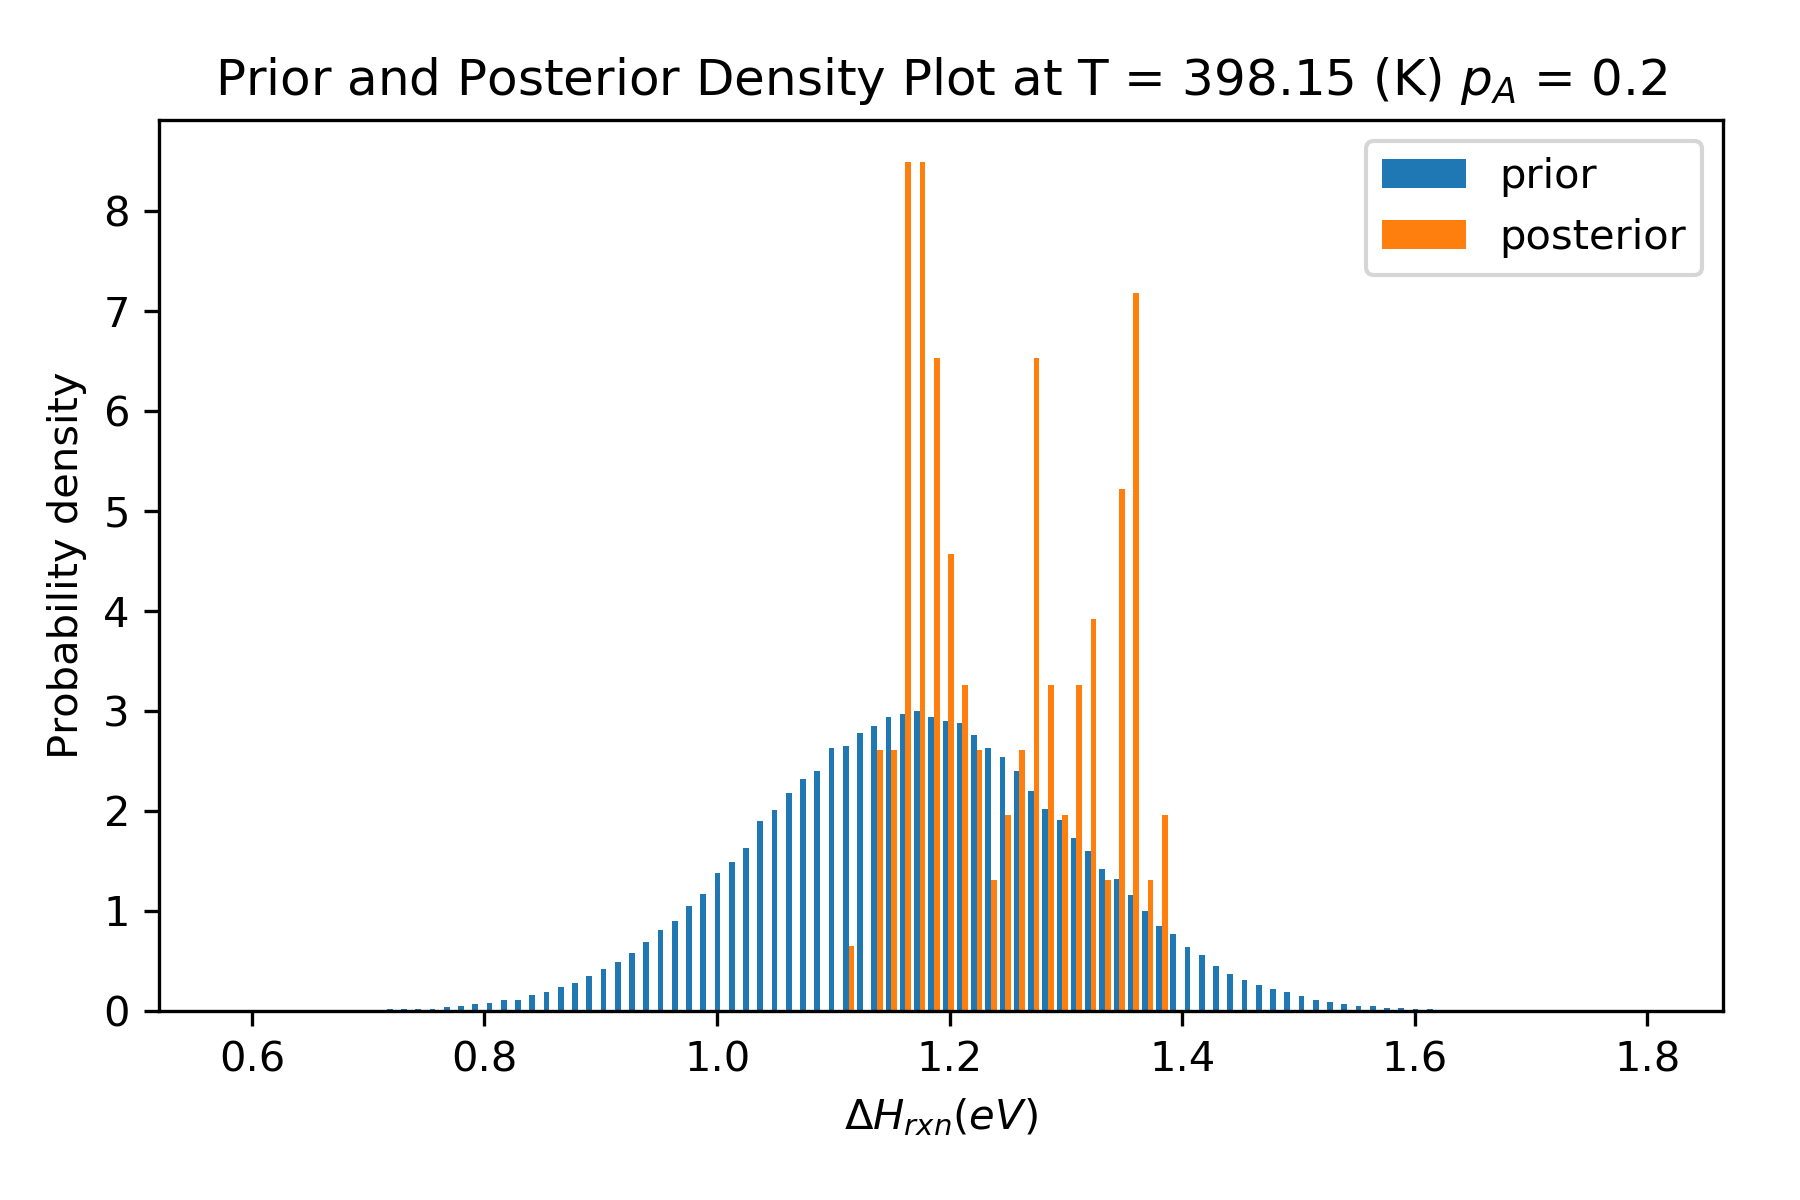 Prior and Posterior Density Plot at T = 398.15 (K) p_A = 0.2
prior
posterior
Probability density
8
7
6
5
4
3
2
1
0
0.6 0.8 1.0 1.2 1.4 1.6 1.8
ΔH_rxn(eV)